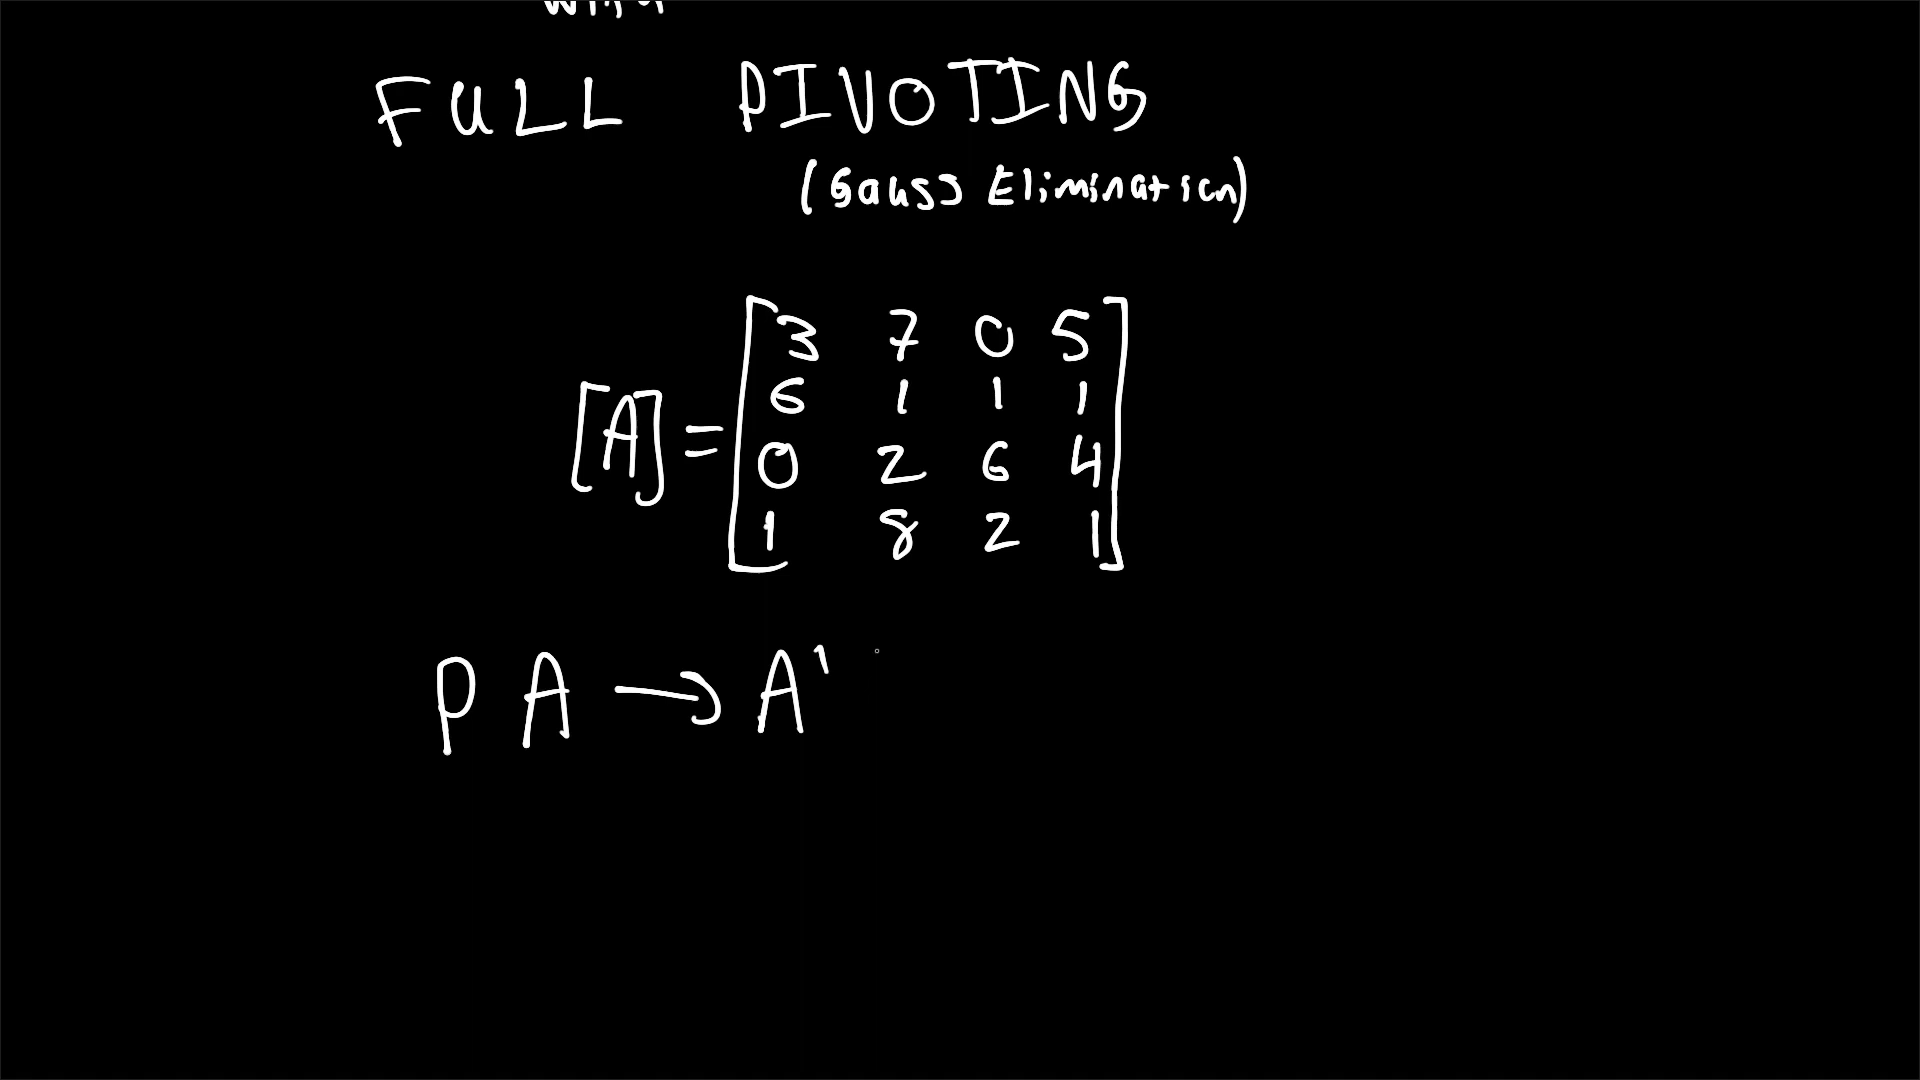 FULL PIVOTING
(Gauss Elimination)
[A] = [3 7 0 5
6 1 1 1
0 2 6 4
1 8 2 1]
P A → A'